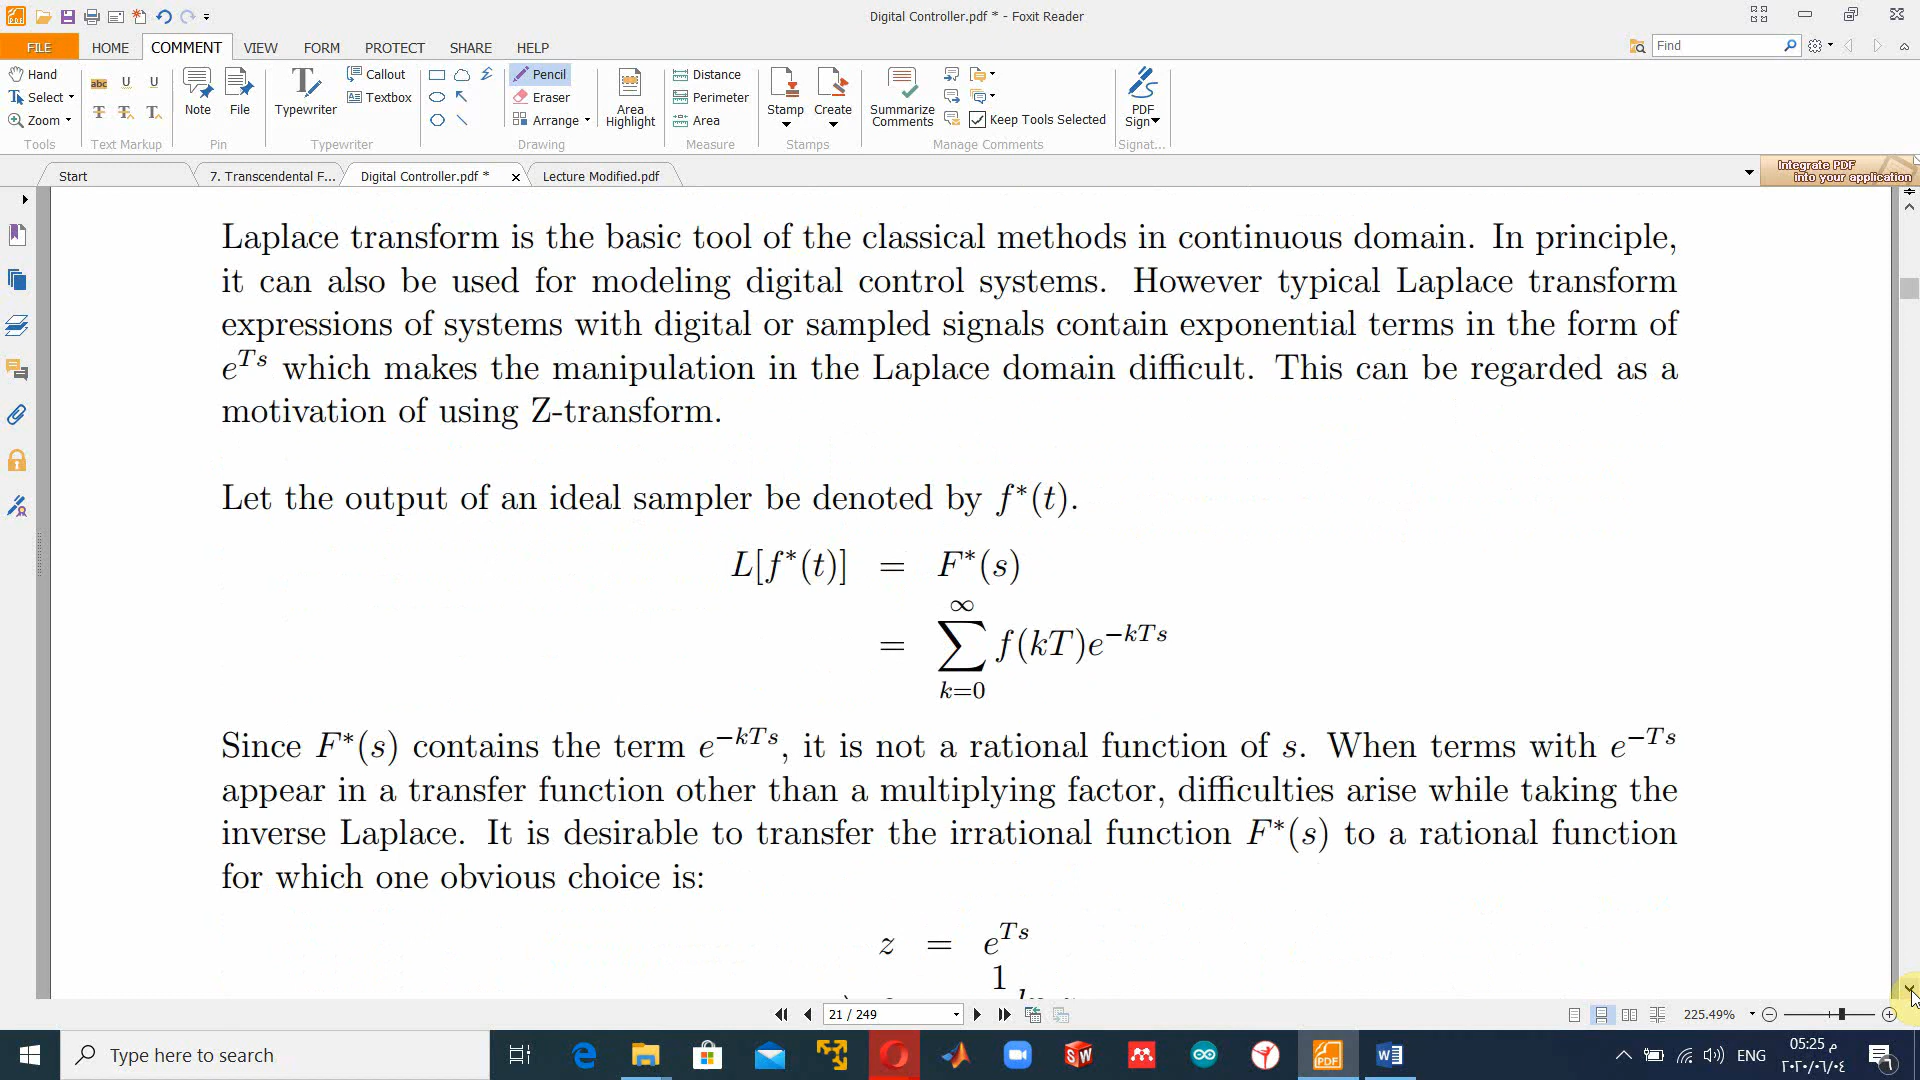 Digital Controller.pdf * - Foxit Reader
FILE HOME COMMENT VIEW FORM PROTECT SHARE HELP
Find
Hand
Select
Zoom
Tools
abc U U
T T T
Text Markup
Note File
Pin
Typewriter
Callout
Textbox
Typewriter
Pencil
Eraser
Arrange
Drawing
Area
Highlight
Distance
Perimeter
Area
Measure
Stamp Create
Stamps
Summarize
Comments
Keep Tools Selected
Manage Comments
PDF
Sign
Signat...
Start 7. Transcendental F... Digital Controller.pdf * Lecture Modified.pdf
Integrate PDF
into your application
Laplace transform is the basic tool of the classical methods in continuous domain. In principle,
it can also be used for modeling digital control systems. However typical Laplace transform
expressions of systems with digital or sampled signals contain exponential terms in the form of
e^{Ts} which makes the manipulation in the Laplace domain difficult. This can be regarded as a
motivation of using Z-transform.
Let the output of an ideal sampler be denoted by f*(t).
L[f*(t)] = F*(s)
= ∑_{k=0}^{∞} f(kT)e^{−kTs}
Since F*(s) contains the term e^{−kTs}, it is not a rational function of s. When terms with e^{−Ts}
appear in a transfer function other than a multiplying factor, difficulties arise while taking the
inverse Laplace. It is desirable to transfer the irrational function F*(s) to a rational function
for which one obvious choice is:
z = e^{Ts}
1
21 / 249
225.49%
Type here to search
PDF
ENG
05:25 م
٢٠٢٠/٠٦/٠٤
٦